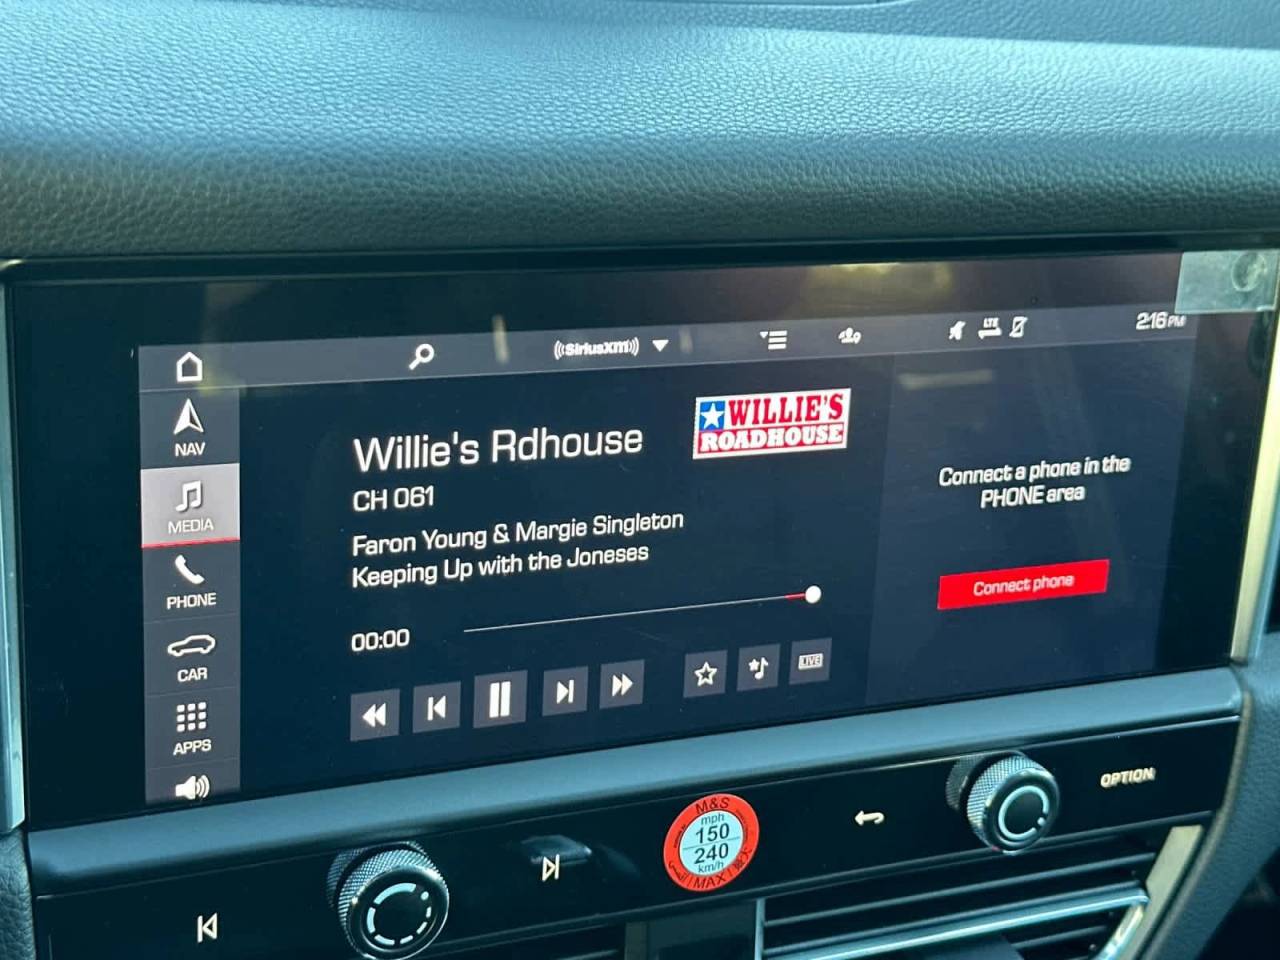 ((SiriusXM))
LTE
2:16 PM
NAV
MEDIA
PHONE
CAR
APPS
Willie's Rdhouse
CH 061
Faron Young & Margie Singleton
Keeping Up with the Joneses
WILLIE'S
ROADHOUSE
00:00
LIVE
Connect a phone in the
PHONE area
Connect phone
OPTION
M&S
mph
150
240
km/h
MAX